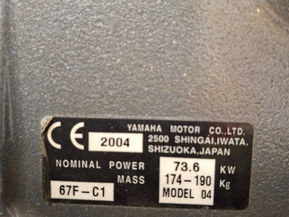 YAMAHA MOTOR CO.,LTD.
CE 2004 2500 SHINGAI,IWATA.
SHIZUOKA,JAPAN
NOMINAL POWER 73.6 KW
MASS 174-190 Kg
67F-C1 MODEL 04